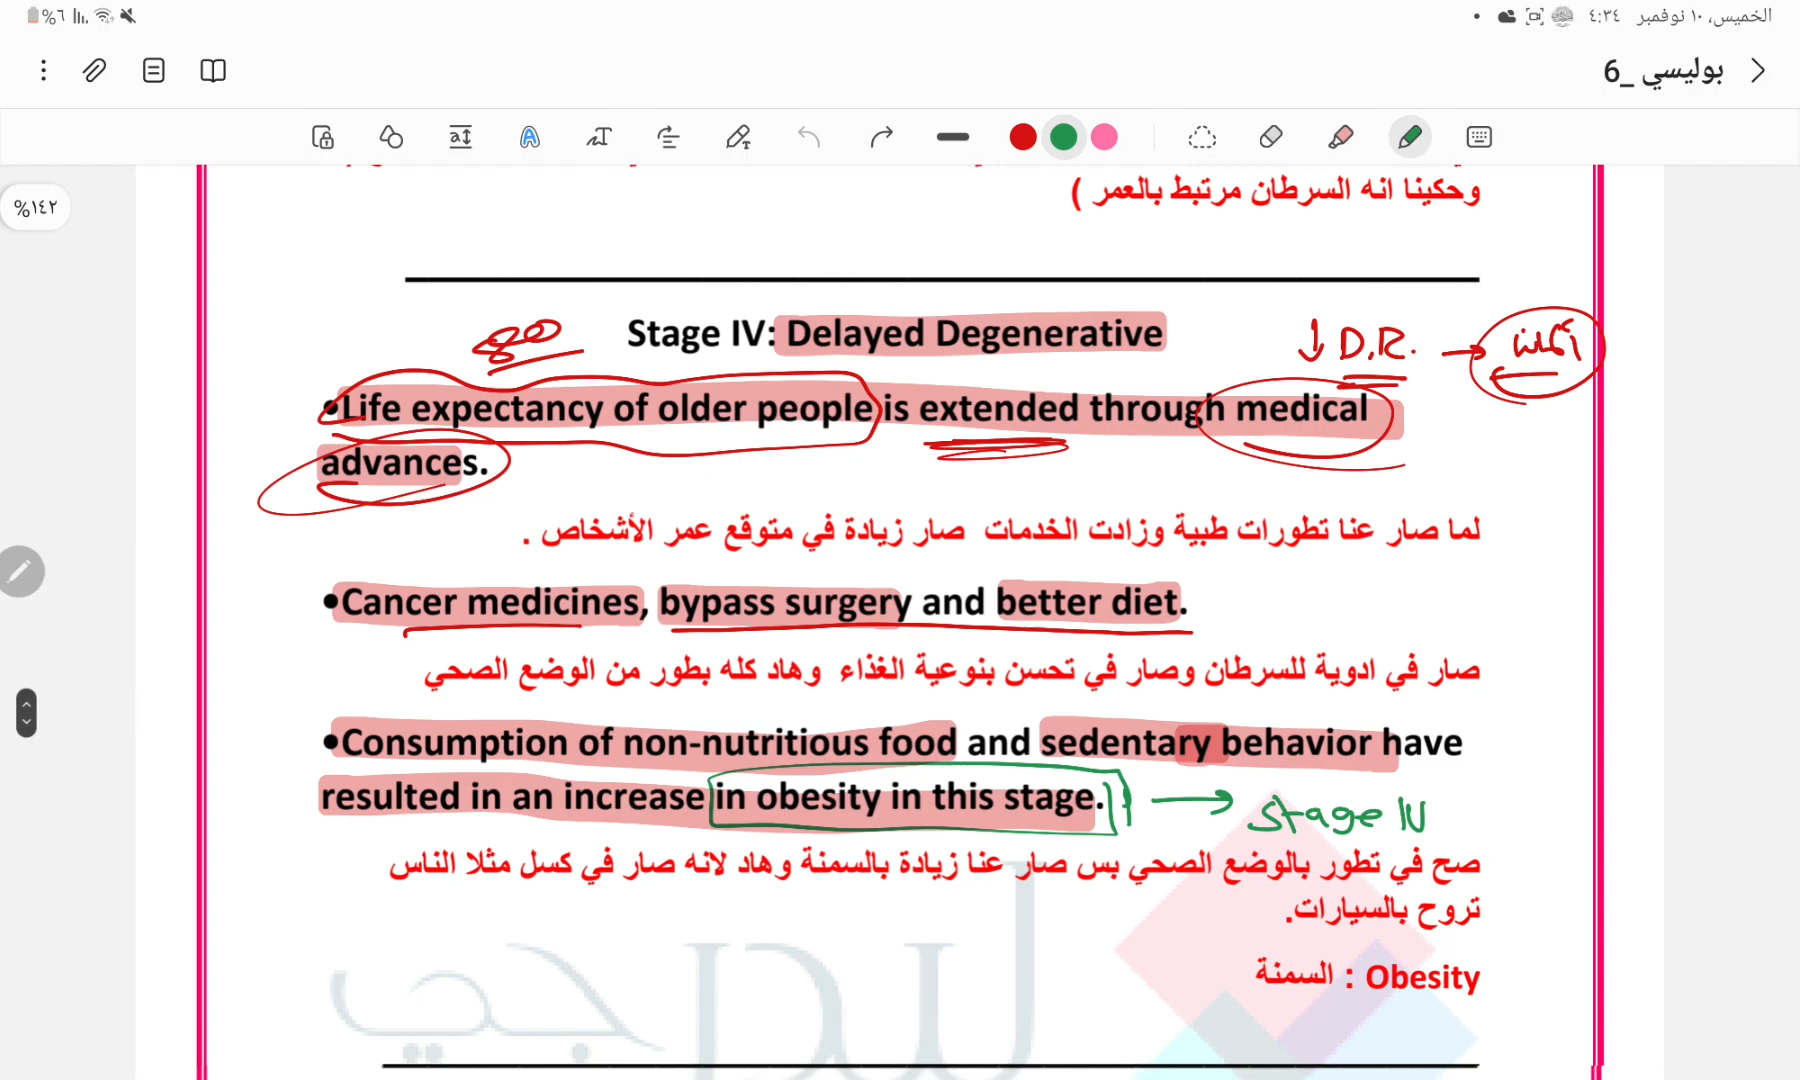 %٦
الخميس، ١٠ نوفمبر ٤:٣٤
بوليسي _6
%١٤٢
وحكينا انه السرطان مرتبط بالعمر )
Stage IV: Delayed Degenerative
↓ D.R. →
•Life expectancy of older people is extended through medical
advances.
لما صار عنا تطورات طبية وزادت الخدمات صار زيادة في متوقع عمر الأشخاص .
•Cancer medicines, bypass surgery and better diet.
صار في ادوية للسرطان وصار في تحسن بنوعية الغذاء وهاد كله بطور من الوضع الصحي
•Consumption of non-nutritious food and sedentary behavior have
resulted in an increase in obesity in this stage.
→ Stage IV
صح في تطور بالوضع الصحي بس صار عنا زيادة بالسمنة وهاد لانه صار في كسل مثلا الناس
تروح بالسيارات.
Obesity : السمنة